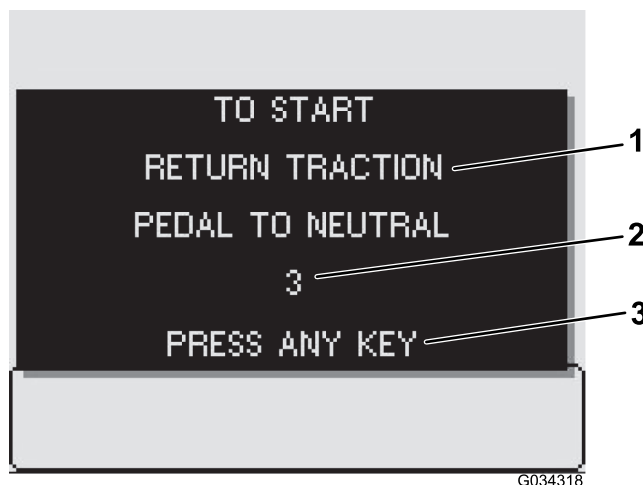 TO START
RETURN TRACTION
1
PEDAL TO NEUTRAL
2
3
3
PRESS ANY KEY
G034318